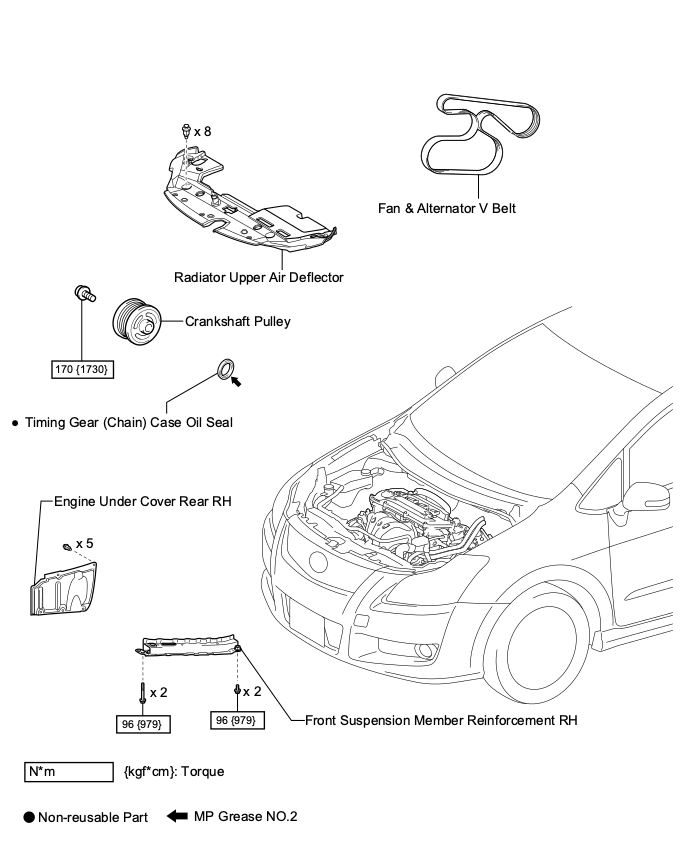 x 8
Fan & Alternator V Belt
Radiator Upper Air Deflector
Crankshaft Pulley
170 {1730}
● Timing Gear (Chain) Case Oil Seal
Engine Under Cover Rear RH
x 5
x 2
x 2
96 {979}
96 {979}
Front Suspension Member Reinforcement RH
N*m {kgf*cm}: Torque
● Non-reusable Part
MP Grease NO.2